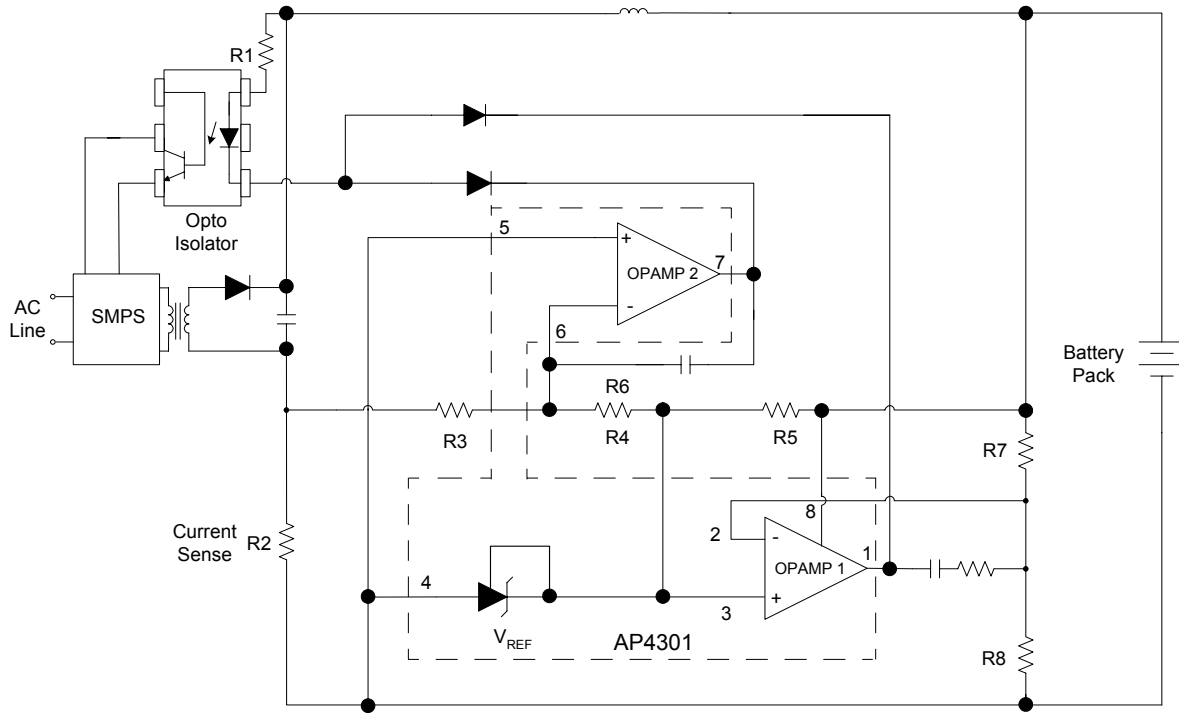 R1
Opto
Isolator
AC
Line
SMPS
5
+
OPAMP 2
7
-
6
Battery
Pack
R6
R3
R4
R5
R7
Current
Sense
R2
8
2
-
OPAMP 1
1
4
+
3
VREF
AP4301
R8